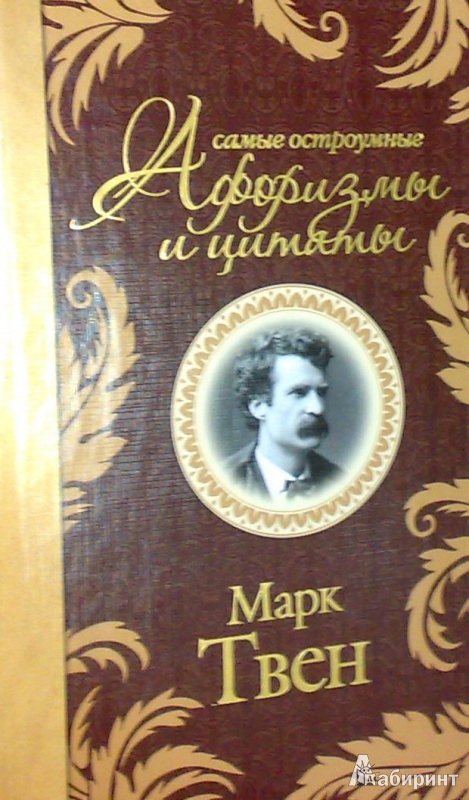 самые остроумные
Афоризмы
и цитаты
Марк
Твен
Лабиринт